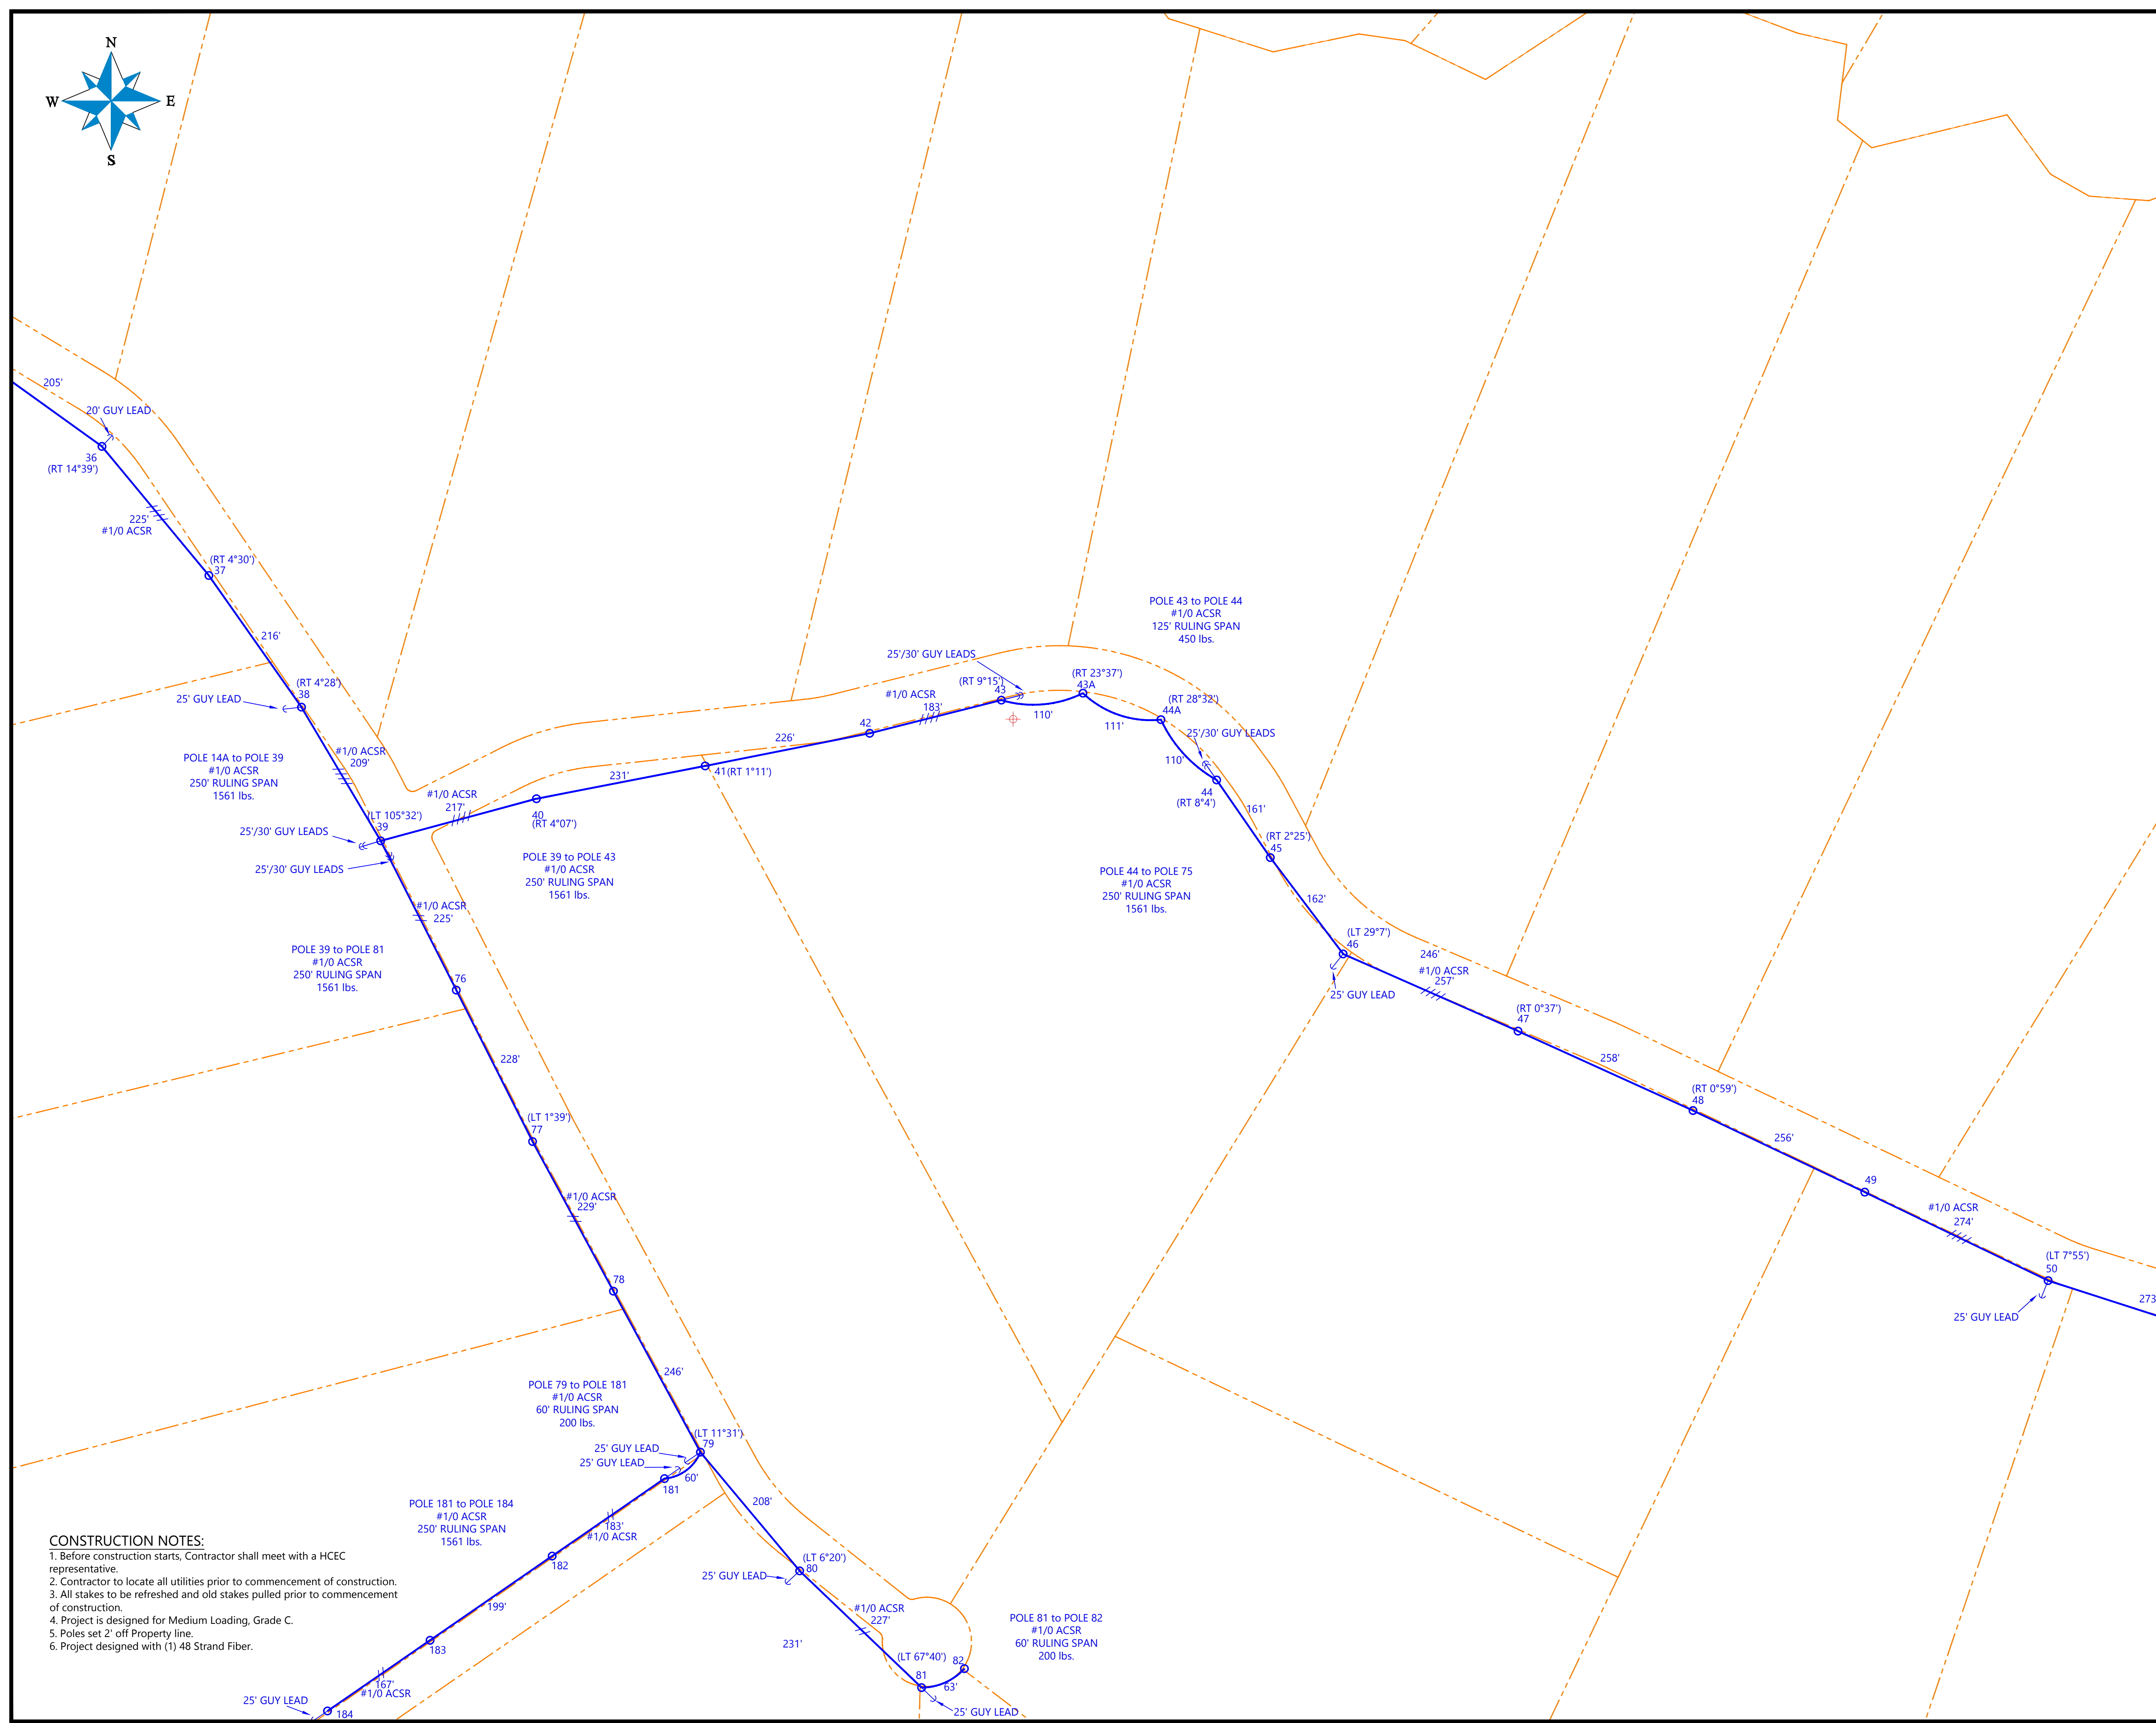 N
W
E
S
205'
20' GUY LEAD
36
(RT 14°39')
225'
#1/0 ACSR
(RT 4°30')
37
216'
(RT 4°28')
38
25' GUY LEAD
#1/0 ACSR
209'
POLE 14A to POLE 39
#1/0 ACSR
250' RULING SPAN
1561 lbs.
(LT 105°32')
39
25'/30' GUY LEADS
25'/30' GUY LEADS
#1/0 ACSR
217'
40
(RT 4°07')
231'
41(RT 1°11')
226'
42
#1/0 ACSR
183'
25'/30' GUY LEADS
(RT 9°15')
43
110'
(RT 23°37')
43A
111'
(RT 28°32')
44A
25'/30' GUY LEADS
110'
44
(RT 8°4')
POLE 43 to POLE 44
#1/0 ACSR
125' RULING SPAN
450 lbs.
161'
(RT 2°25')
45
162'
POLE 39 to POLE 43
#1/0 ACSR
250' RULING SPAN
1561 lbs.
POLE 44 to POLE 75
#1/0 ACSR
250' RULING SPAN
1561 lbs.
(LT 29°7')
46
25' GUY LEAD
246'
#1/0 ACSR
257'
(RT 0°37')
47
258'
(RT 0°59')
48
256'
49
#1/0 ACSR
274'
(LT 7°55')
50
25' GUY LEAD
273
#1/0 ACSR
225'
POLE 39 to POLE 81
#1/0 ACSR
250' RULING SPAN
1561 lbs.
76
228'
(LT 1°39')
77
#1/0 ACSR
229'
78
246'
POLE 79 to POLE 181
#1/0 ACSR
60' RULING SPAN
200 lbs.
(LT 11°31')
79
25' GUY LEAD
25' GUY LEAD
60'
181
208'
POLE 181 to POLE 184
#1/0 ACSR
250' RULING SPAN
1561 lbs.
183'
#1/0 ACSR
182
199'
183
167'
#1/0 ACSR
25' GUY LEAD
184
(LT 6°20')
80
25' GUY LEAD
#1/0 ACSR
227'
231'
(LT 67°40')
81
82
63'
25' GUY LEAD
POLE 81 to POLE 82
#1/0 ACSR
60' RULING SPAN
200 lbs.
CONSTRUCTION NOTES:
1. Before construction starts, Contractor shall meet with a HCEC
representative.
2. Contractor to locate all utilities prior to commencement of construction.
3. All stakes to be refreshed and old stakes pulled prior to commencement
of construction.
4. Project is designed for Medium Loading, Grade C.
5. Poles set 2' off Property line.
6. Project designed with (1) 48 Strand Fiber.